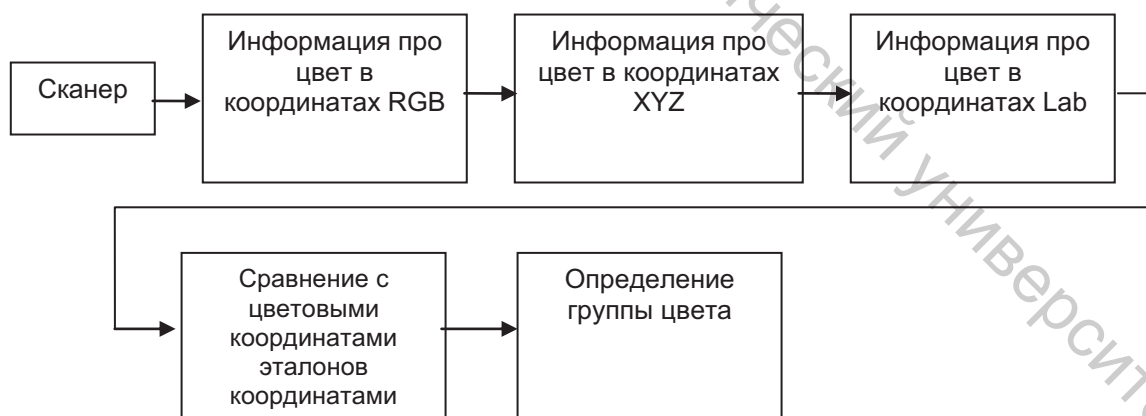 Сканер
Информация про
цвет в
координатах RGB
Информация про
цвет в координатах
XYZ
Информация про
цвет в
координатах Lab
Сравнение с
цветовыми
координатами
эталонов
координатами
Определение
группы цвета